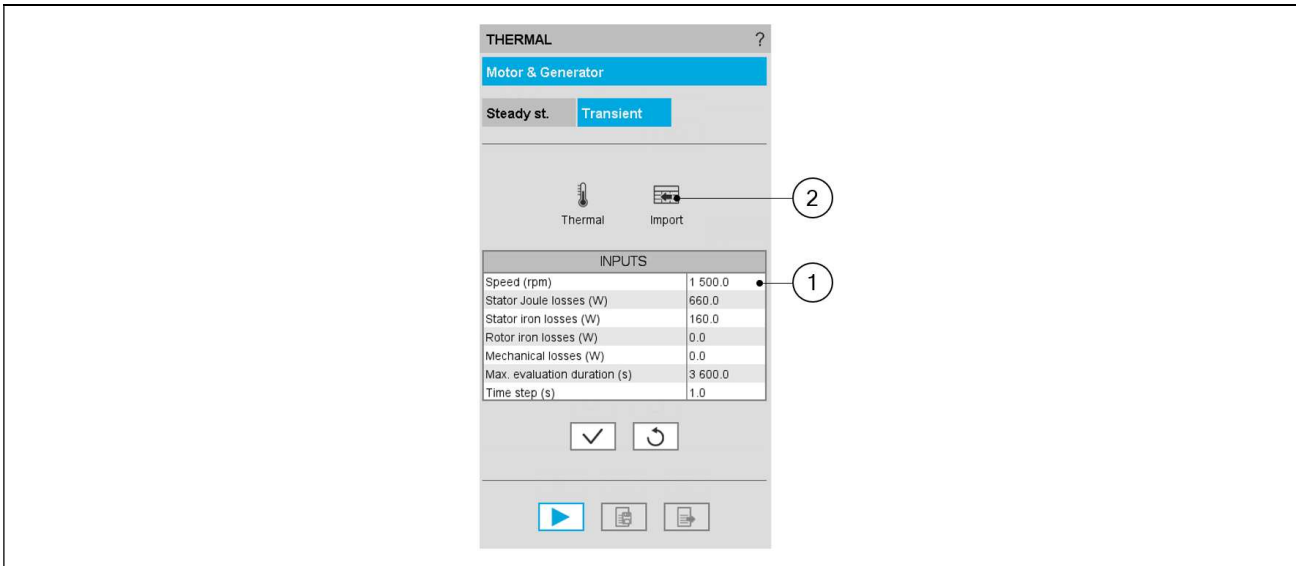 THERMAL ?
Motor & Generator
Steady st. Transient
2
Thermal Import
INPUTS
Speed (rpm) 1 500.0
1
Stator Joule losses (W) 660.0
Stator iron losses (W) 160.0
Rotor iron losses (W) 0.0
Mechanical losses (W) 0.0
Max. evaluation duration (s) 3 600.0
Time step (s) 1.0